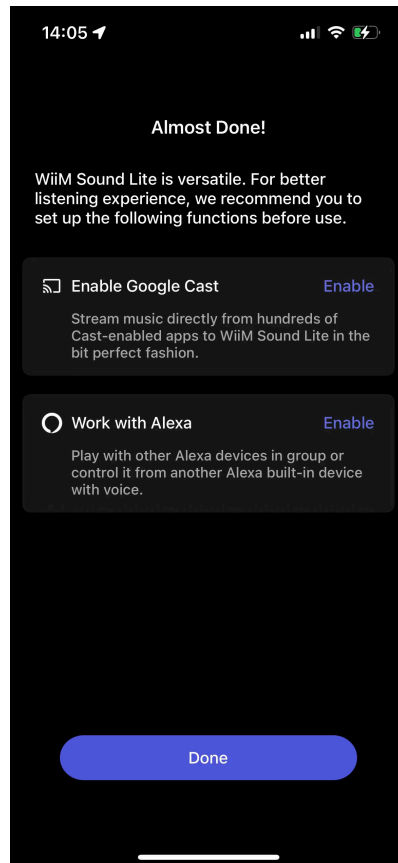 14:05
Almost Done!
WiiM Sound Lite is versatile. For better
listening experience, we recommend you to
set up the following functions before use.
Enable Google Cast Enable
Stream music directly from hundreds of
Cast-enabled apps to WiiM Sound Lite in the
bit perfect fashion.
Work with Alexa Enable
Play with other Alexa devices in group or
control it from another Alexa built-in device
with voice.
Done